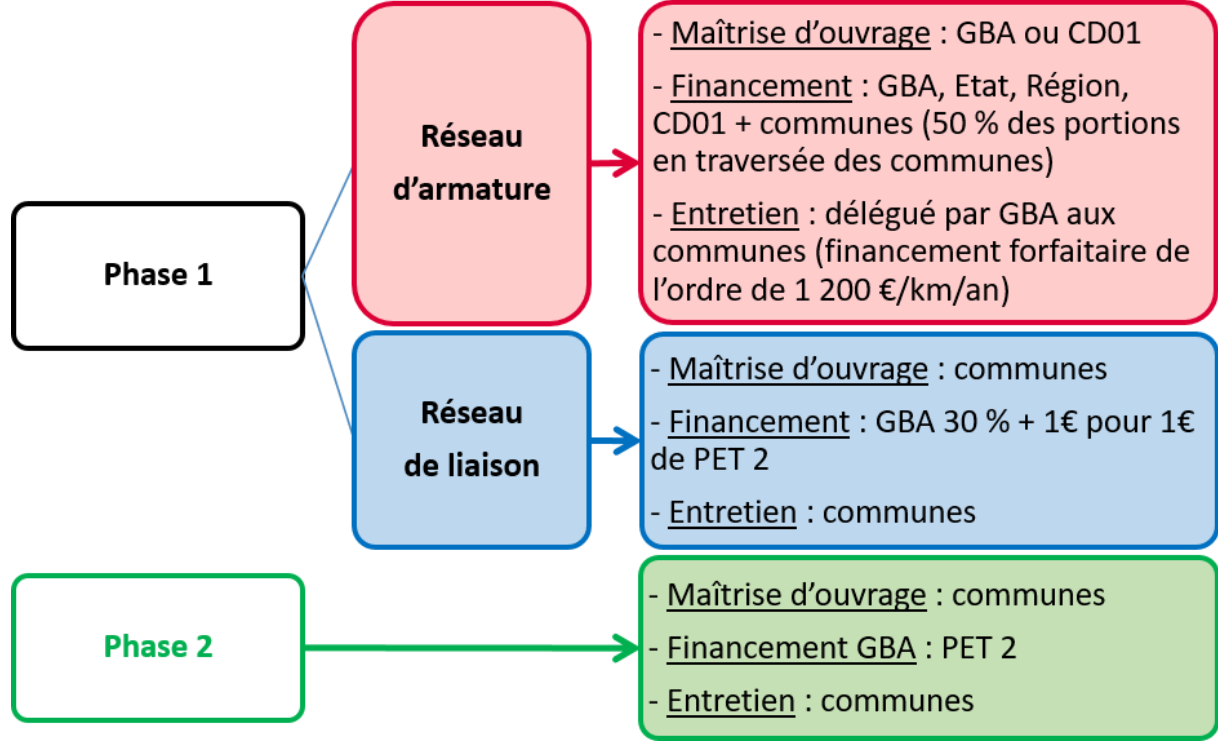 Phase 1
Réseau
d'armature
- Maîtrise d'ouvrage : GBA ou CD01
- Financement : GBA, Etat, Région,
CD01 + communes (50 % des portions
en traversée des communes)
- Entretien : délégué par GBA aux
communes (financement forfaitaire de
l'ordre de 1 200 €/km/an)
Réseau
de liaison
- Maîtrise d'ouvrage : communes
- Financement : GBA 30 % + 1€ pour 1€
de PET 2
- Entretien : communes
Phase 2
- Maîtrise d'ouvrage : communes
- Financement GBA : PET 2
- Entretien : communes